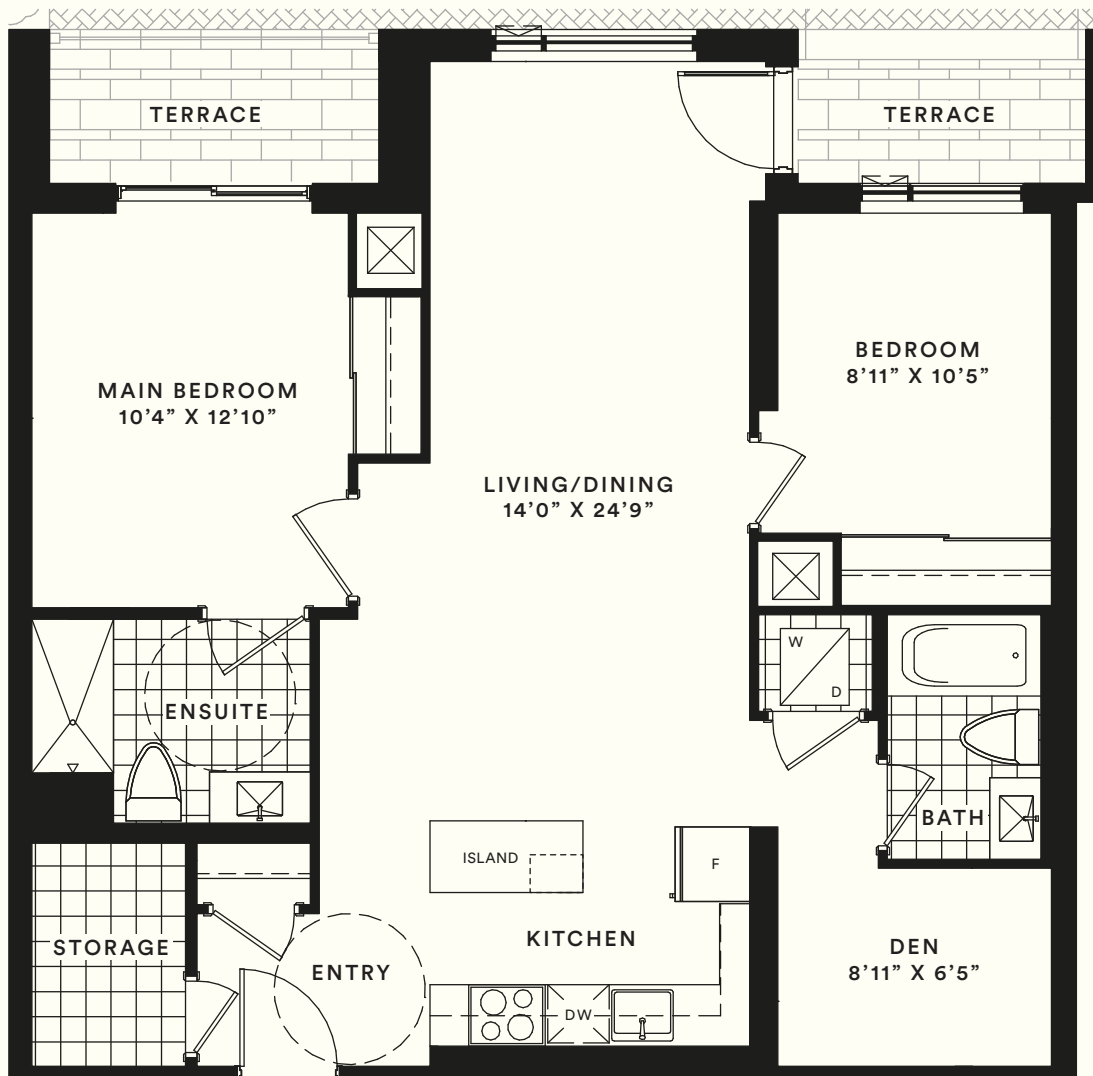 TERRACE
TERRACE
BEDROOM
8’11” X 10’5”
MAIN BEDROOM
10’4” X 12’10”
LIVING/DINING
14’0” X 24’9”
W
D
ENSUITE
BATH
ISLAND
F
STORAGE
KITCHEN
DEN
8’11” X 6’5”
ENTRY
DW